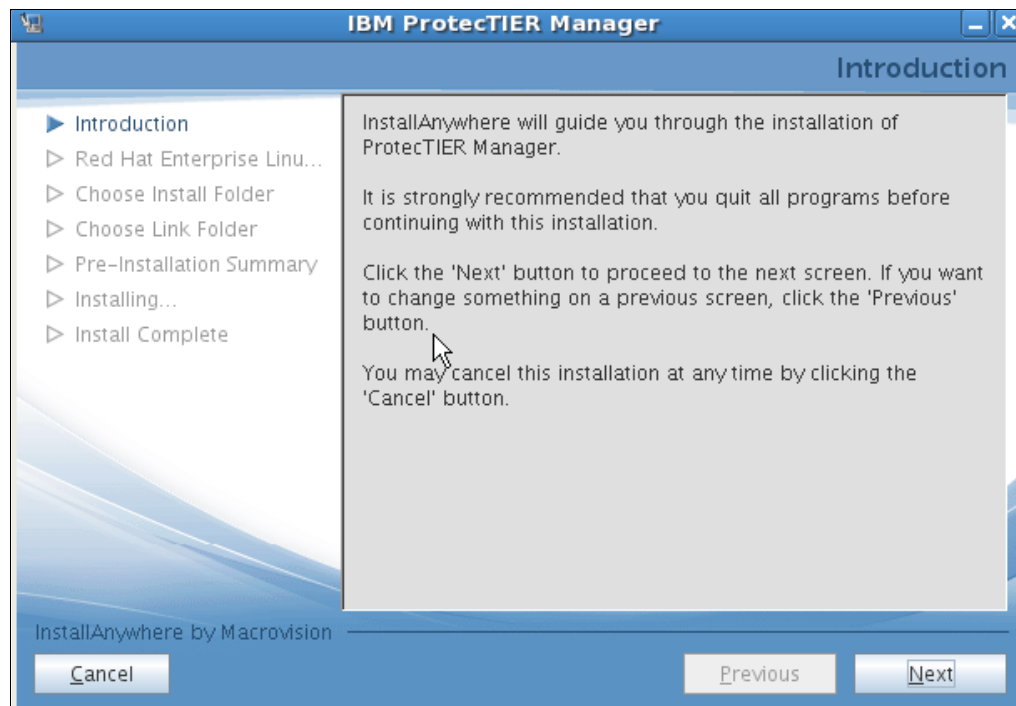 IBM ProtecTIER Manager
Introduction
Introduction
Red Hat Enterprise Linu...
Choose Install Folder
Choose Link Folder
Pre-Installation Summary
Installing...
Install Complete
InstallAnywhere will guide you through the installation of
ProtecTIER Manager.
It is strongly recommended that you quit all programs before
continuing with this installation.
Click the 'Next' button to proceed to the next screen. If you want
to change something on a previous screen, click the 'Previous'
button.
You may cancel this installation at any time by clicking the
'Cancel' button.
InstallAnywhere by Macrovision
Cancel
Previous
Next